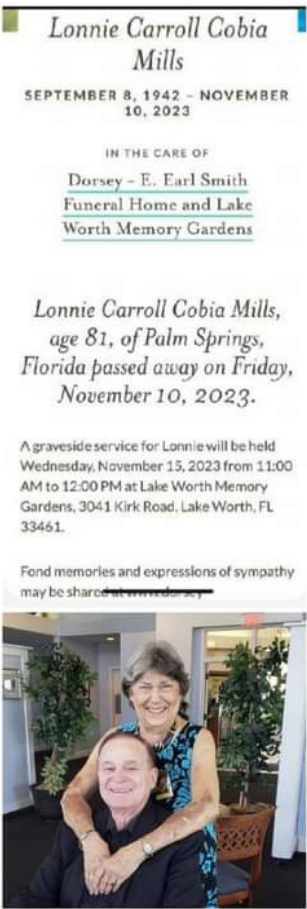 Lonnie Carroll Cobia
Mills
SEPTEMBER 8, 1942 – NOVEMBER
10, 2023
IN THE CARE OF
Dorsey - E. Earl Smith
Funeral Home and Lake
Worth Memory Gardens
Lonnie Carroll Cobia Mills,
age 81, of Palm Springs,
Florida passed away on Friday,
November 10, 2023.
A graveside service for Lonnie will be held
Wednesday, November 15, 2023 from 11:00
AM to 12:00 PM at Lake Worth Memory
Gardens, 3041 Kirk Road, Lake Worth, FL
33461.
Fond memories and expressions of sympathy
may be shared at